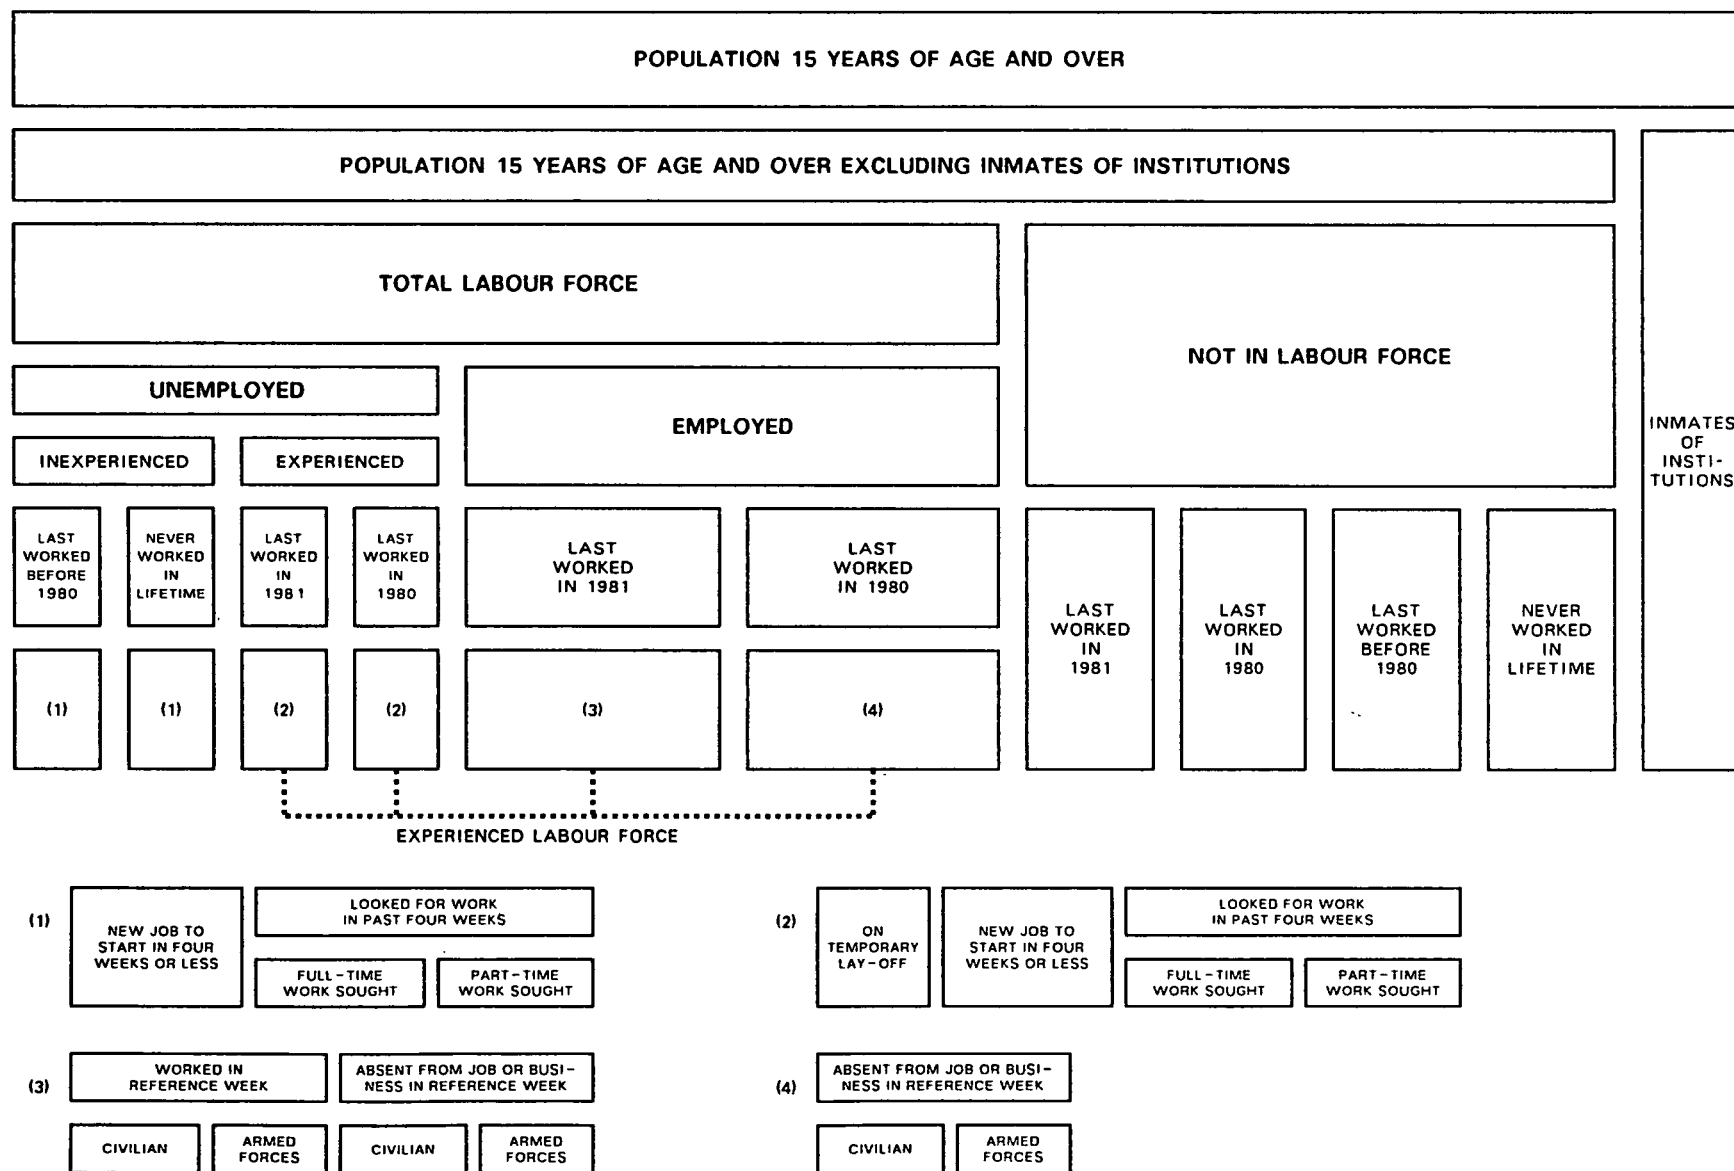 POPULATION 15 YEARS OF AGE AND OVER
POPULATION 15 YEARS OF AGE AND OVER EXCLUDING INMATES OF INSTITUTIONS
TOTAL LABOUR FORCE
NOT IN LABOUR FORCE
INMATES
OF
INSTI-
TUTIONS
UNEMPLOYED
EMPLOYED
INEXPERIENCED
EXPERIENCED
LAST
WORKED
BEFORE
1980
NEVER
WORKED
IN
LIFETIME
LAST
WORKED
IN
1981
LAST
WORKED
IN
1980
LAST
WORKED
IN 1981
LAST
WORKED
IN 1980
LAST
WORKED
IN
1981
LAST
WORKED
IN
1980
LAST
WORKED
BEFORE
1980
NEVER
WORKED
IN
LIFETIME
(1)
(1)
(2)
(2)
(3)
(4)
EXPERIENCED LABOUR FORCE
(1)
NEW JOB TO
START IN FOUR
WEEKS OR LESS
LOOKED FOR WORK
IN PAST FOUR WEEKS
FULL-TIME
WORK SOUGHT
PART-TIME
WORK SOUGHT
(2)
ON
TEMPORARY
LAY-OFF
NEW JOB TO
START IN FOUR
WEEKS OR LESS
LOOKED FOR WORK
IN PAST FOUR WEEKS
FULL-TIME
WORK SOUGHT
PART-TIME
WORK SOUGHT
(3)
WORKED IN
REFERENCE WEEK
ABSENT FROM JOB OR BUSI-
NESS IN REFERENCE WEEK
CIVILIAN
ARMED
FORCES
CIVILIAN
ARMED
FORCES
(4)
ABSENT FROM JOB OR BUSI-
NESS IN REFERENCE WEEK
CIVILIAN
ARMED
FORCES